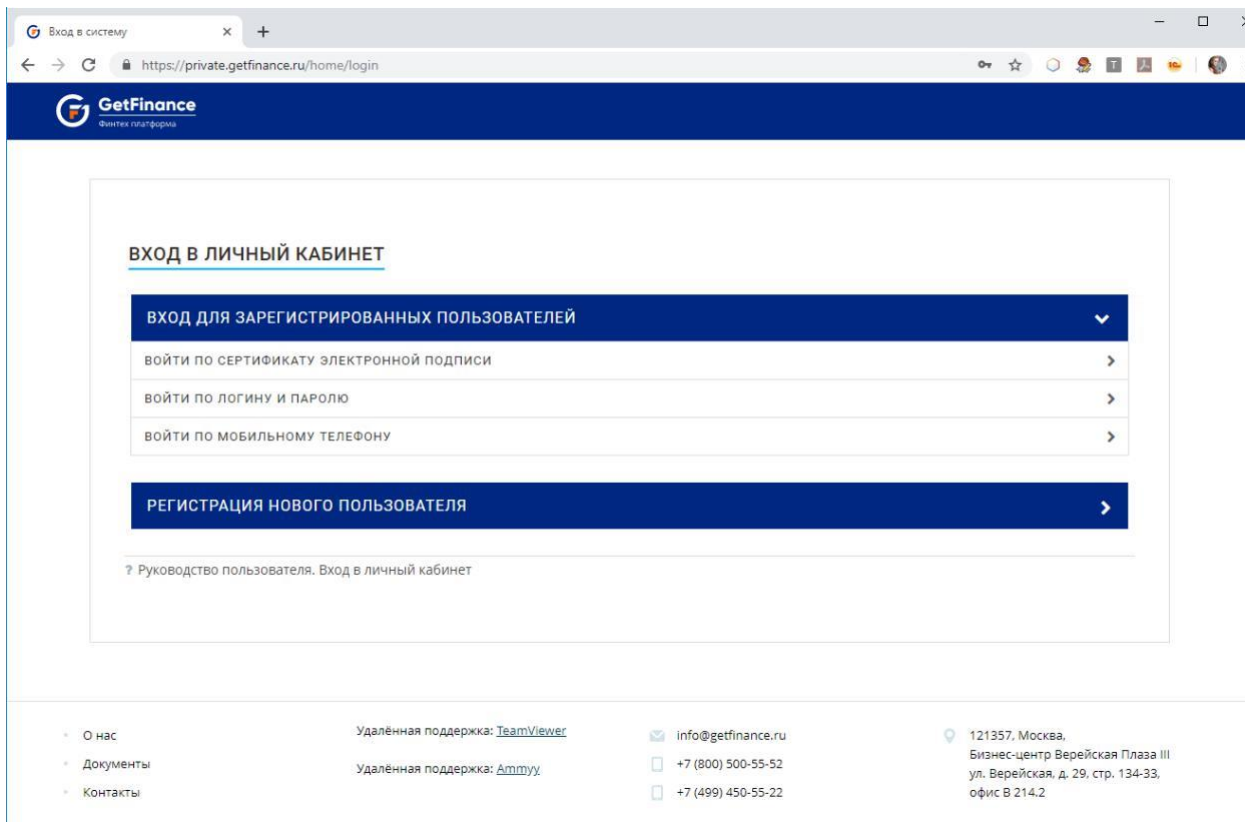 Вход в систему
https://private.getfinance.ru/home/login
GetFinance
Финтех платформа
ВХОД В ЛИЧНЫЙ КАБИНЕТ
ВХОД ДЛЯ ЗАРЕГИСТРИРОВАННЫХ ПОЛЬЗОВАТЕЛЕЙ
ВОЙТИ ПО СЕРТИФИКАТУ ЭЛЕКТРОННОЙ ПОДПИСИ
ВОЙТИ ПО ЛОГИНУ И ПАРОЛЮ
ВОЙТИ ПО МОБИЛЬНОМУ ТЕЛЕФОНУ
РЕГИСТРАЦИЯ НОВОГО ПОЛЬЗОВАТЕЛЯ
? Руководство пользователя. Вход в личный кабинет
О нас
Документы
Контакты
Удалённая поддержка: TeamViewer
Удалённая поддержка: Ammyy
info@getfinance.ru
+7 (800) 500-55-52
+7 (499) 450-55-22
121357, Москва,
Бизнес-центр Верейская Плаза III
ул. Верейская, д. 29, стр. 134-33,
офис В 214.2